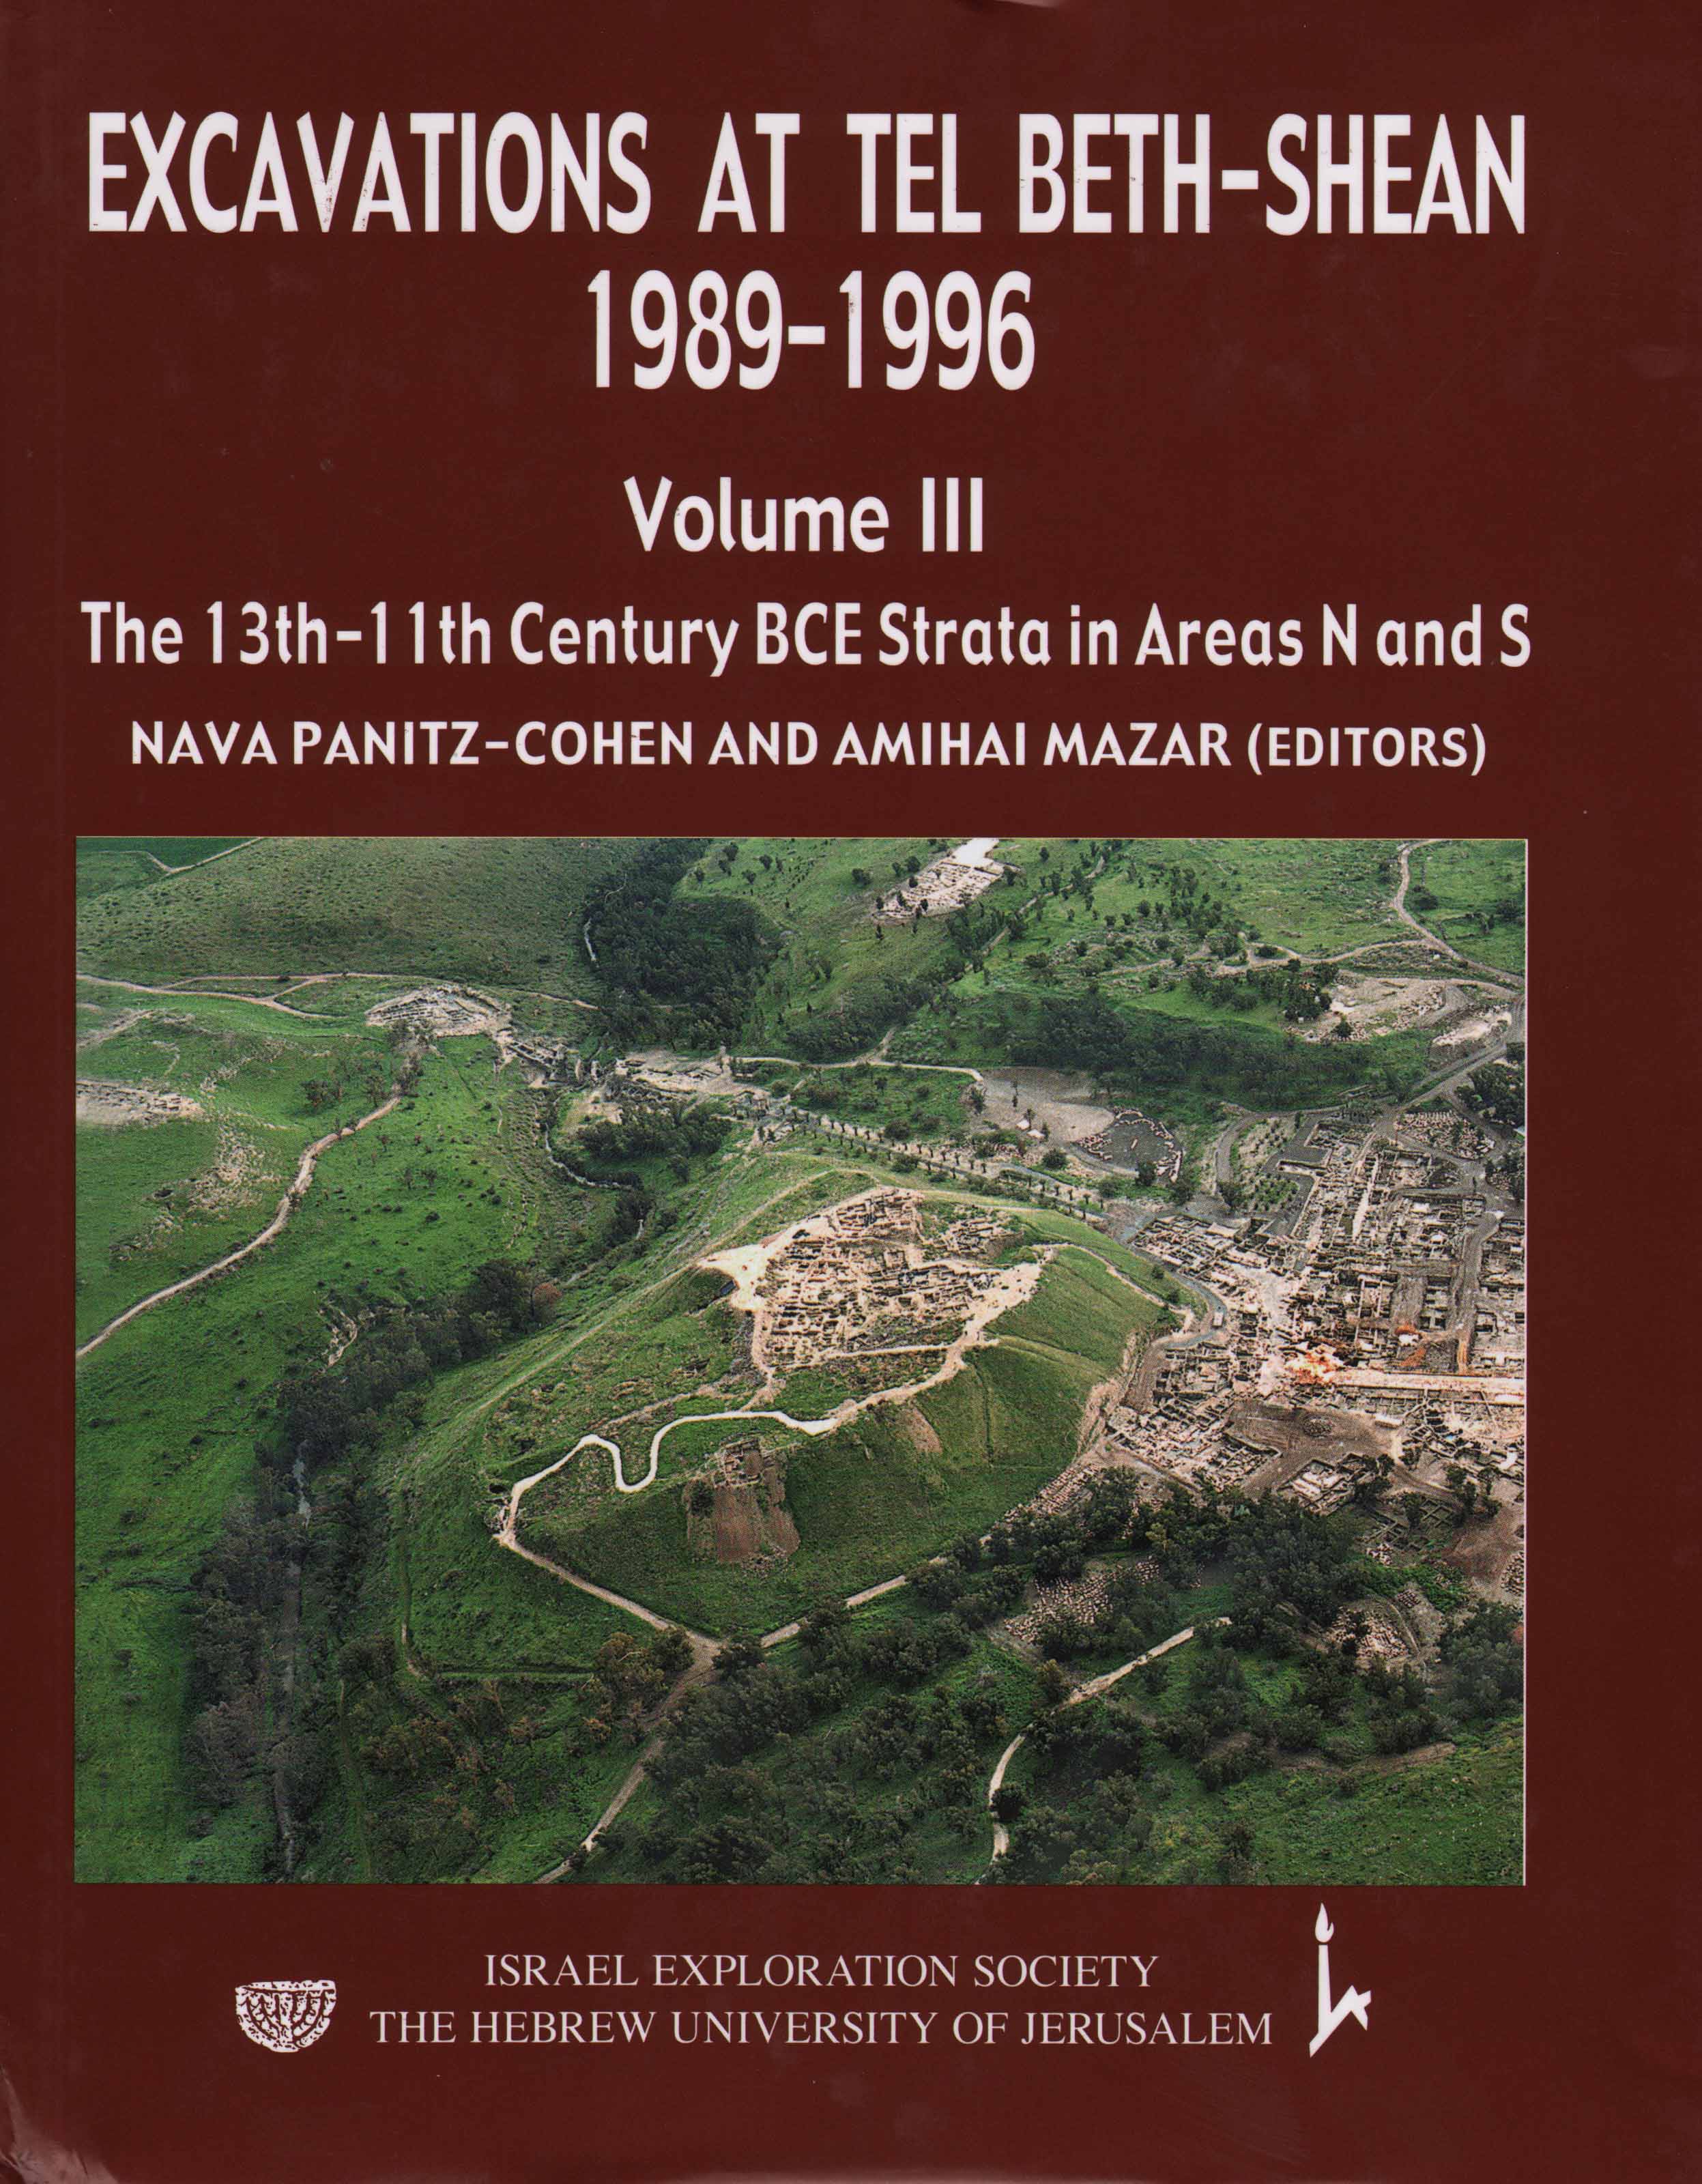 EXCAVATIONS AT TEL BETH-SHEAN
1989-1996
Volume III
The 13th-11th Century BCE Strata in Areas N and S
NAVA PANITZ-COHEN AND AMIHAI MAZAR (EDITORS)
ISRAEL EXPLORATION SOCIETY
THE HEBREW UNIVERSITY OF JERUSALEM